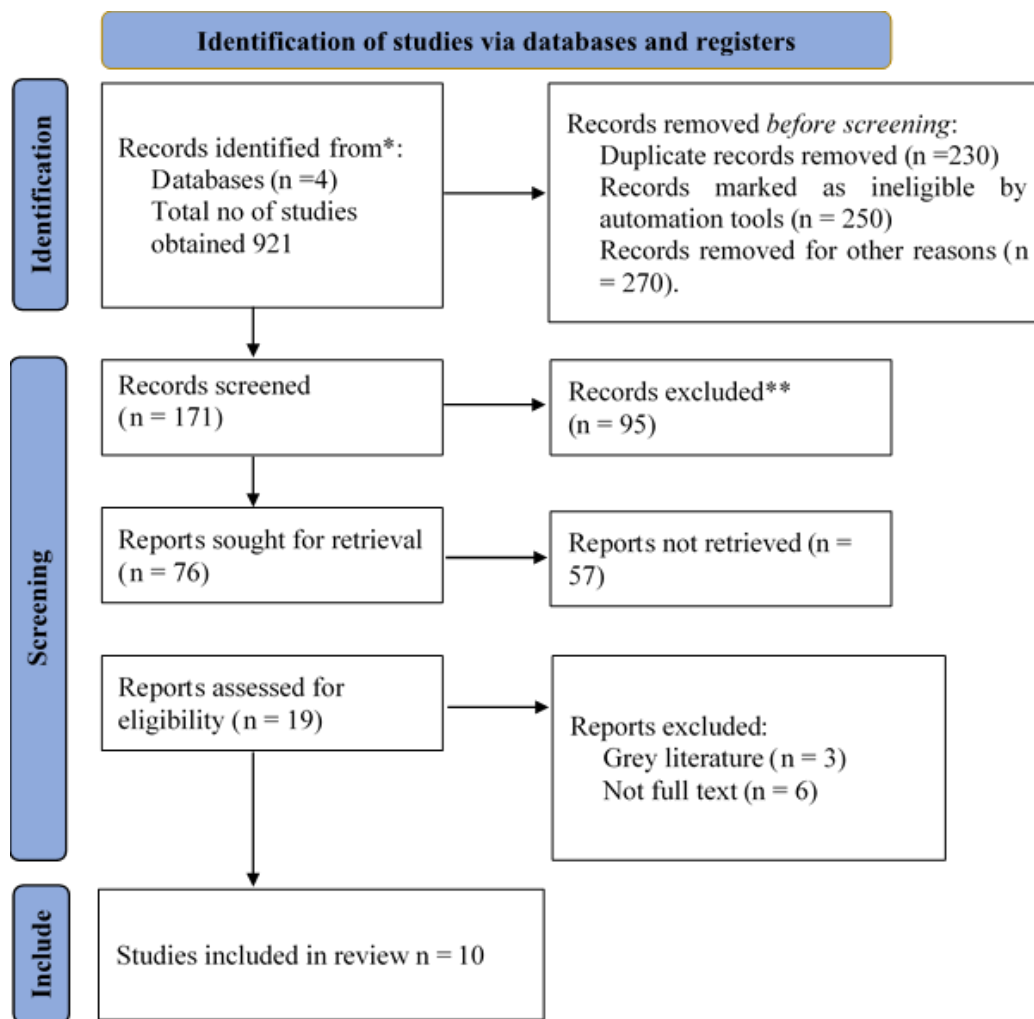 Identification of studies via databases and registers
Identification
Records identified from*:
Databases (n =4)
Total no of studies
obtained 921
Records removed before screening:
Duplicate records removed (n =230)
Records marked as ineligible by
automation tools (n = 250)
Records removed for other reasons (n
= 270).
Screening
Records screened
(n = 171)
Records excluded**
(n = 95)
Reports sought for retrieval
(n = 76)
Reports not retrieved (n =
57)
Reports assessed for
eligibility (n = 19)
Reports excluded:
Grey literature (n = 3)
Not full text (n = 6)
Include
Studies included in review n = 10